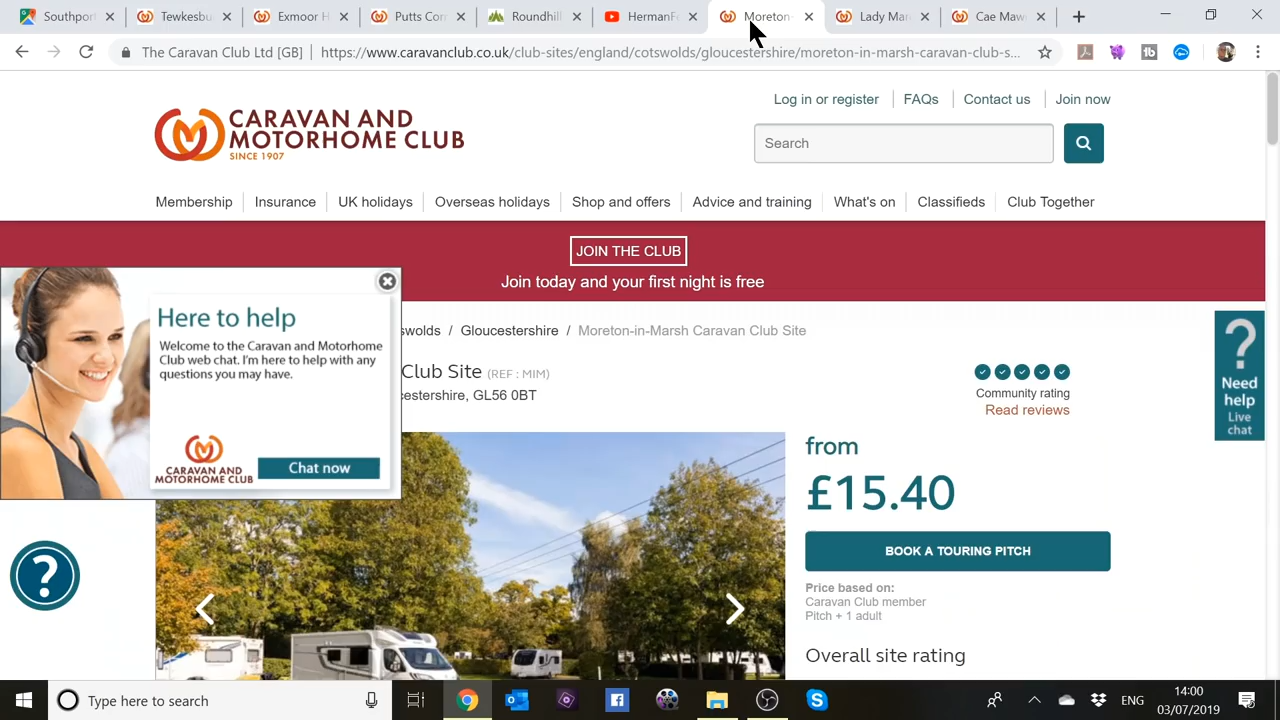 Southport
Tewkesbu
Exmoor H
Putts Cor
Roundhill
HermanFo
Moreton-
Lady Mar
Cae Maw
The Caravan Club Ltd [GB]
https://www.caravanclub.co.uk/club-sites/england/cotswolds/gloucestershire/moreton-in-marsh-caravan-club-s...
Log in or register
FAQs
Contact us
Join now
CARAVAN AND
MOTORHOME CLUB
SINCE 1907
Search
Membership
Insurance
UK holidays
Overseas holidays
Shop and offers
Advice and training
What's on
Classifieds
Club Together
JOIN THE CLUB
Join today and your first night is free
swolds / Gloucestershire / Moreton-in-Marsh Caravan Club Site
Club Site (REF : MIM)
cestershire, GL56 0BT
Community rating
Read reviews
Here to help
Welcome to the Caravan and Motorhome
Club web chat. I'm here to help with any
questions you may have.
CARAVAN AND
MOTORHOME CLUB
Chat now
?
Need
help
Live
chat
from
£15.40
BOOK A TOURING PITCH
Price based on:
Caravan Club member
Pitch + 1 adult
Overall site rating
?
Type here to search
ENG
14:00
03/07/2019